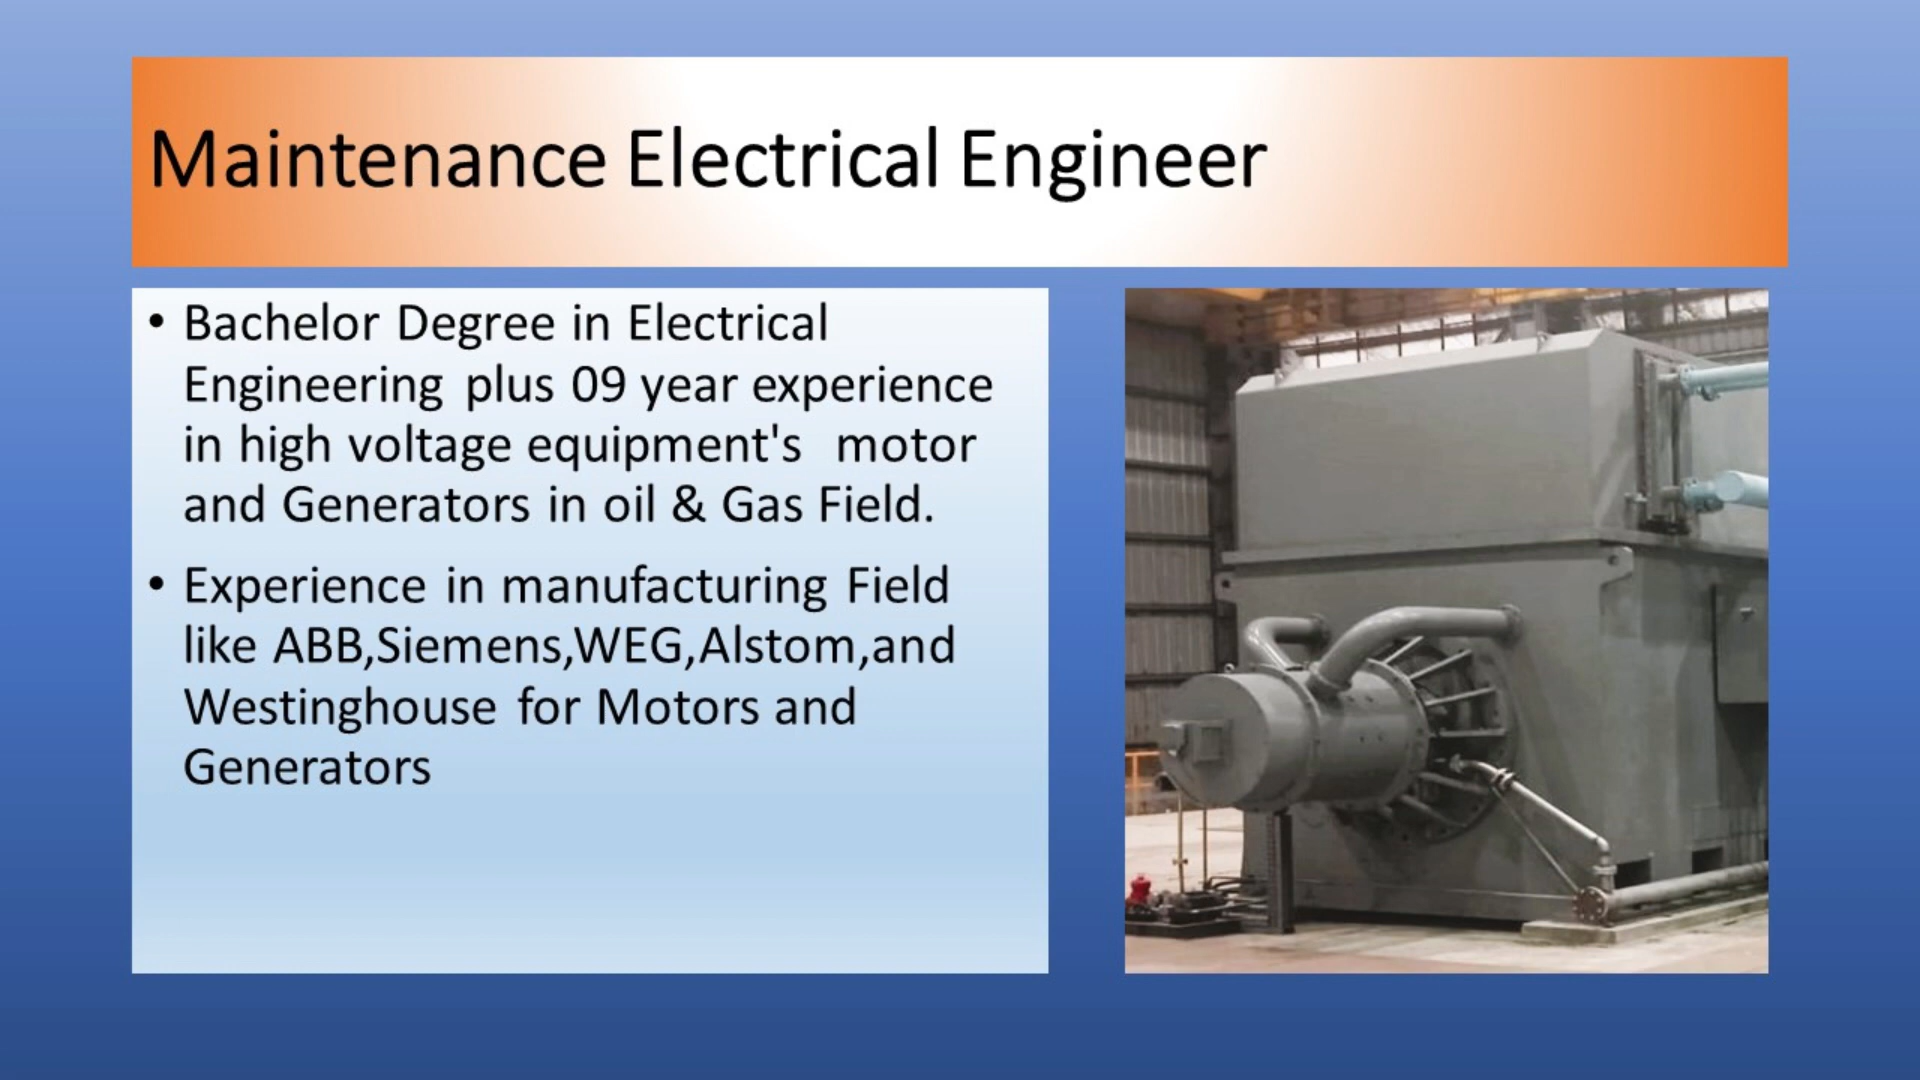 Maintenance Electrical Engineer
• Bachelor Degree in Electrical
Engineering plus 09 year experience
in high voltage equipment's motor
and Generators in oil & Gas Field.
• Experience in manufacturing Field
like ABB,Siemens,WEG,Alstom,and
Westinghouse for Motors and
Generators